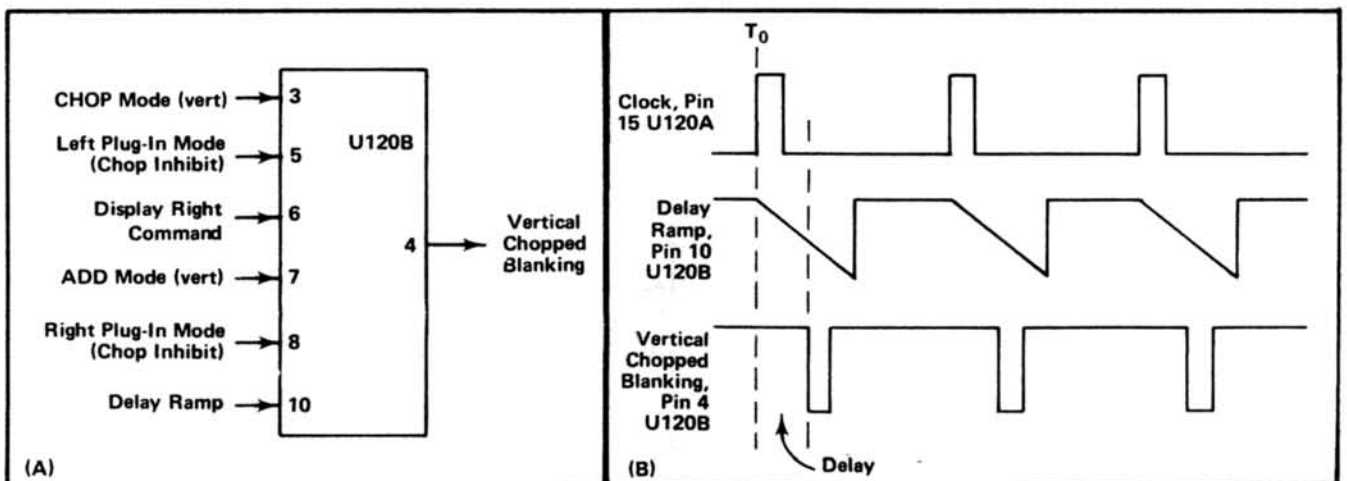 CHOP Mode (vert)
3
Left Plug-In Mode
(Chop Inhibit)
5
U120B
Display Right
Command
6
4
Vertical
Chopped
Blanking
ADD Mode (vert)
7
Right Plug-In Mode
(Chop Inhibit)
8
Delay Ramp
10
(A)
T0
Clock, Pin
15 U120A
Delay
Ramp,
Pin 10
U120B
Vertical
Chopped
Blanking,
Pin 4
U120B
Delay
(B)